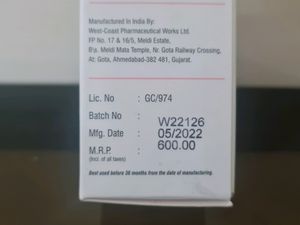 Manufactured In India By:
West-Coast Pharmaceutical Works Ltd.
FP No. 17 & 16/5, Meldi Estate,
B\p. Meldi Mata Temple, Nr. Gota Railway Crossing,
At: Gota, Ahmedabad-382 481, Gujarat.
Lic. No : GC/974
Batch No : W22126
Mfg. Date : 05/2022
M.R.P. : 600.00
(Incl. of all taxes)
Best used before 36 months from the date of manufacturing.